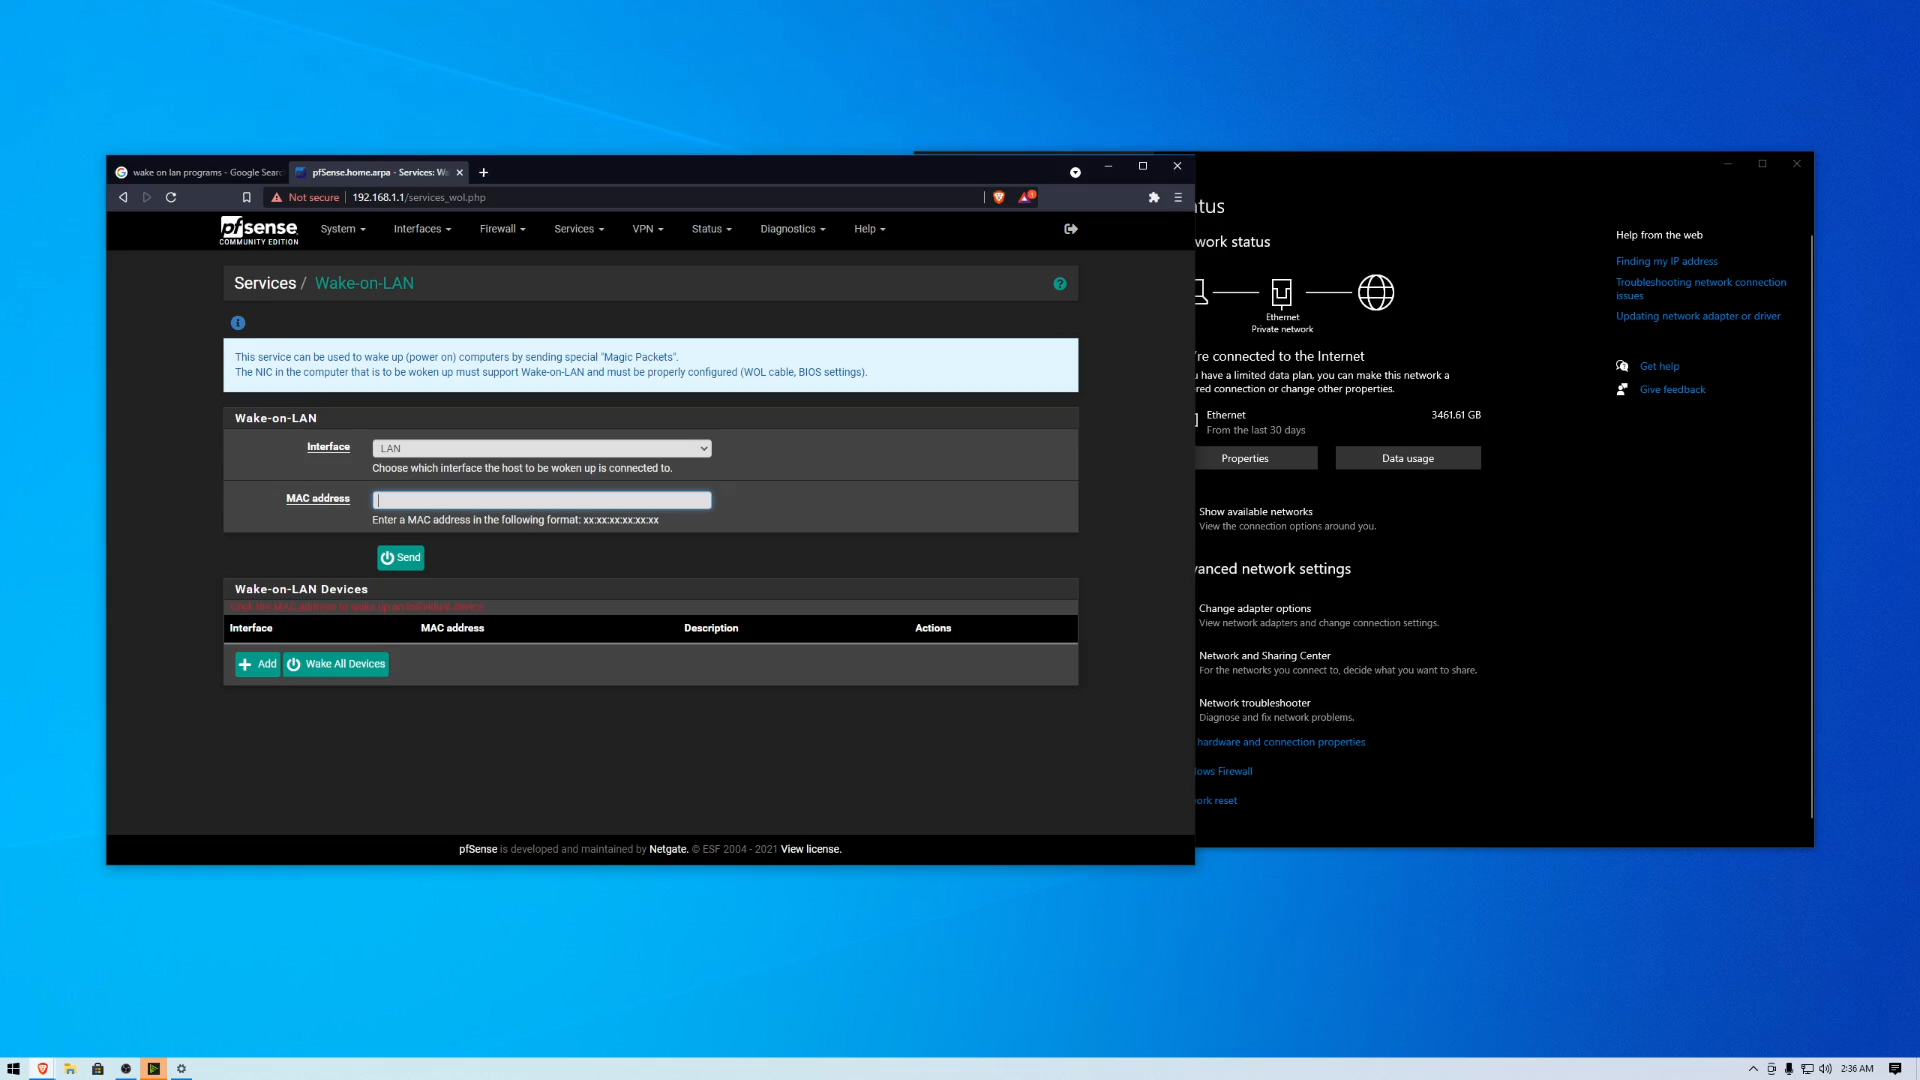 wake on lan programs - Google Searc
pfSense.home.arpa - Services: W
Not secure
192.168.1.1/services_wol.php
pfsense
COMMUNITY EDITION
System
Interfaces
Firewall
Services
VPN
Status
Diagnostics
Help
Services / Wake-on-LAN
This service can be used to wake up (power on) computers by sending special "Magic Packets".
The NIC in the computer that is to be woken up must support Wake-on-LAN and must be properly configured (WOL cable, BIOS settings).
Wake-on-LAN
Interface
LAN
Choose which interface the host to be woken up is connected to.
MAC address
Enter a MAC address in the following format: xx:xx:xx:xx:xx:xx
Send
Wake-on-LAN Devices
Click the MAC address to wake up an individual device
Interface
MAC address
Description
Actions
Add
Wake All Devices
pfSense is developed and maintained by Netgate. © ESF 2004 - 2021 View license.
tus
work status
Ethernet
Private network
're connected to the Internet
have a limited data plan, you can make this network a
red connection or change other properties.
Ethernet
From the last 30 days
3461.61 GB
Properties
Data usage
Show available networks
View the connection options around you.
vanced network settings
Change adapter options
View network adapters and change connection settings.
Network and Sharing Center
For the networks you connect to, decide what you want to share.
Network troubleshooter
Diagnose and fix network problems.
hardware and connection properties
ows Firewall
ork reset
Help from the web
Finding my IP address
Troubleshooting network connection
issues
Updating network adapter or driver
Get help
Give feedback
2:36 AM